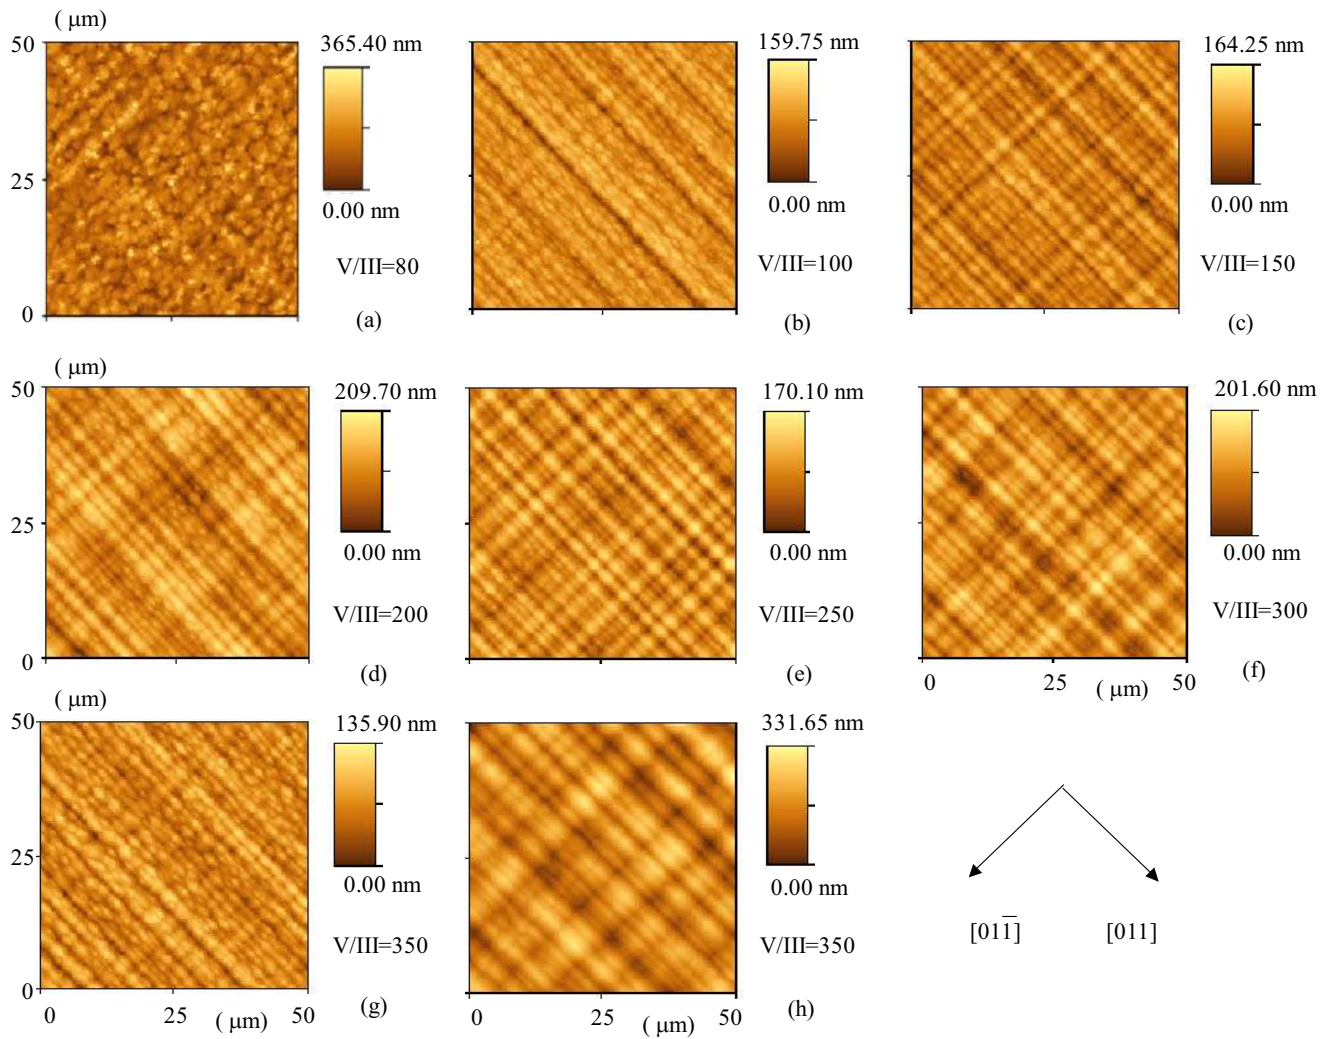 ( μm)
50
25
0
365.40 nm
0.00 nm
V/III=80
(a)
159.75 nm
0.00 nm
V/III=100
(b)
164.25 nm
0.00 nm
V/III=150
(c)
( μm)
50
25
0
209.70 nm
0.00 nm
V/III=200
(d)
170.10 nm
0.00 nm
V/III=250
(e)
201.60 nm
0.00 nm
V/III=300
(f)
0 25 ( μm) 50
( μm)
50
25
0
135.90 nm
0.00 nm
V/III=350
(g)
0 25 ( μm) 50
331.65 nm
0.00 nm
V/III=350
(h)
0 25 ( μm) 50
[011̅] [011]